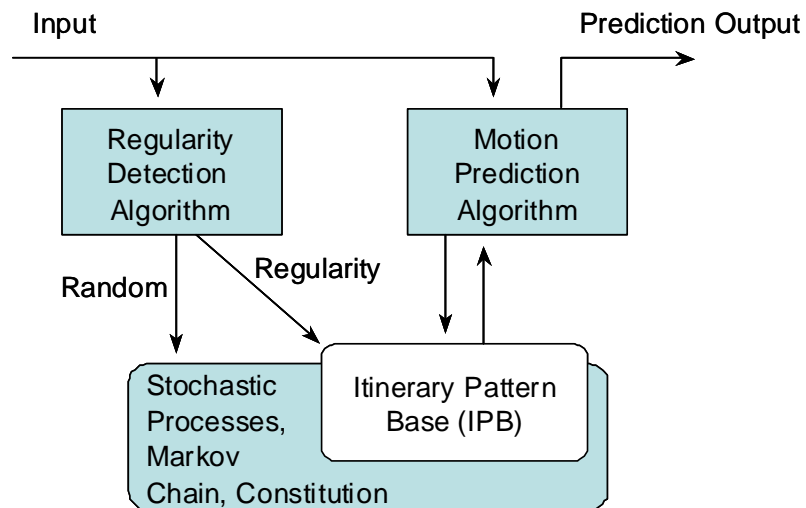 Input
Prediction Output
Regularity
Detection
Algorithm
Motion
Prediction
Algorithm
Regularity
Random
Stochastic
Processes,
Markov
Chain, Constitution
Itinerary Pattern
Base (IPB)